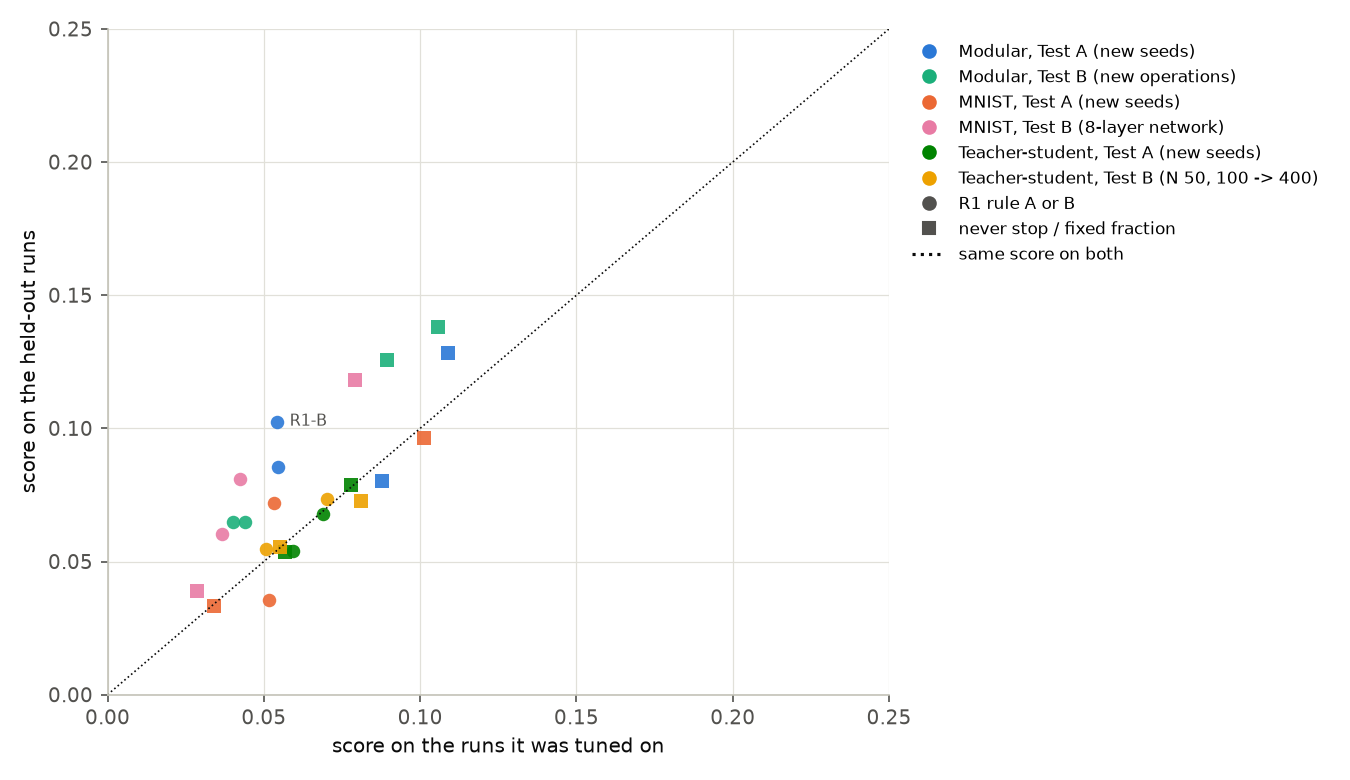 score on the held-out runs
0.25
0.20
0.15
0.10
0.05
0.00
R1-B
0.00
0.05
0.10
0.15
0.20
0.25
score on the runs it was tuned on
Modular, Test A (new seeds)
Modular, Test B (new operations)
MNIST, Test A (new seeds)
MNIST, Test B (8-layer network)
Teacher-student, Test A (new seeds)
Teacher-student, Test B (N 50, 100 -> 400)
R1 rule A or B
never stop / fixed fraction
same score on both